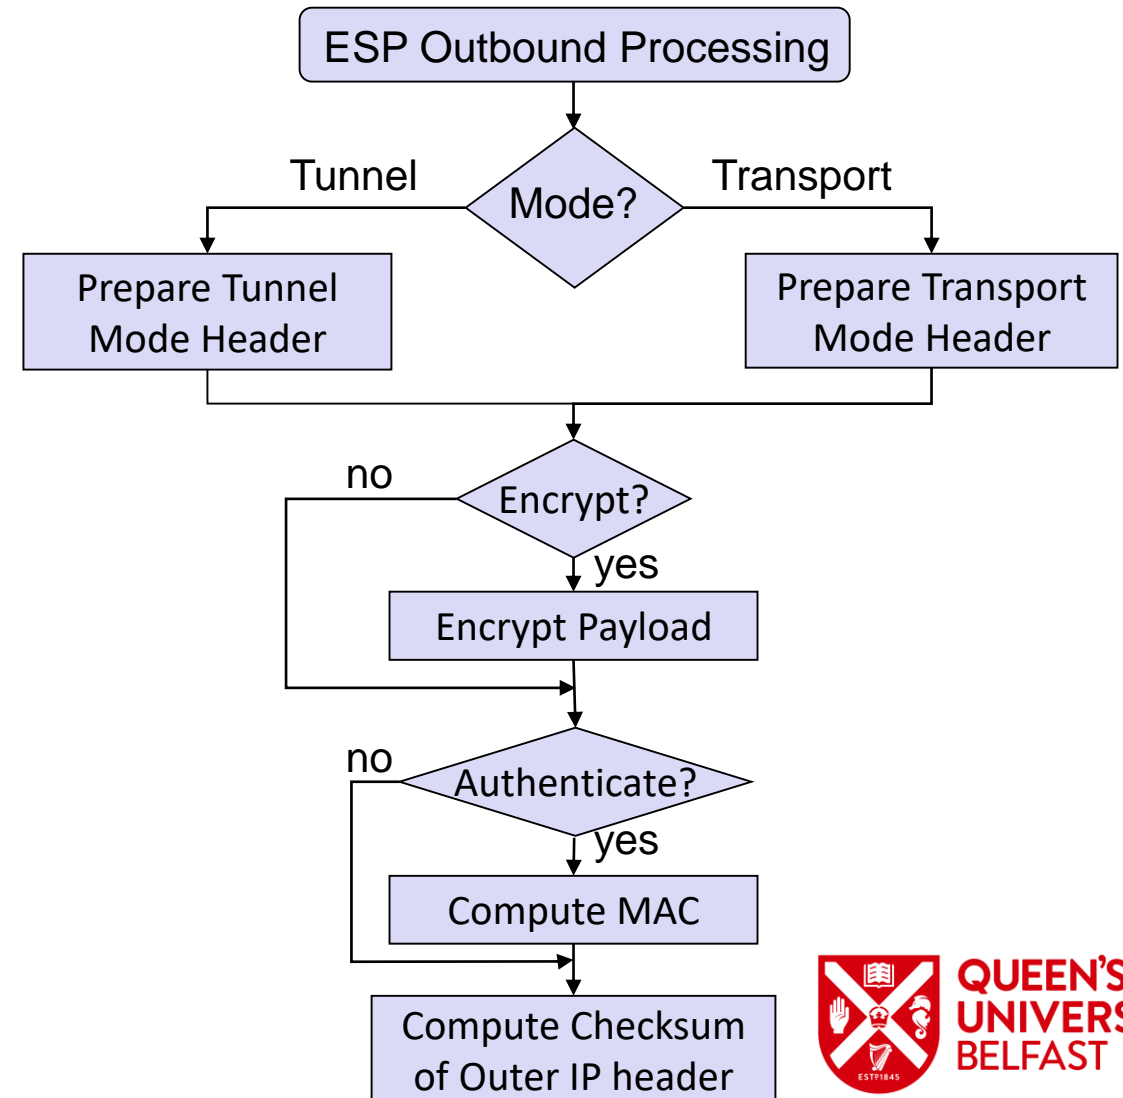 ESP Outbound Processing
Tunnel
Transport
Mode?
Prepare Tunnel
Mode Header
Prepare Transport
Mode Header
no
Encrypt?
yes
Encrypt Payload
no
Authenticate?
yes
Compute MAC
Compute Checksum
of Outer IP header
QUEEN'S
UNIVERS
BELFAST
ESTD1845